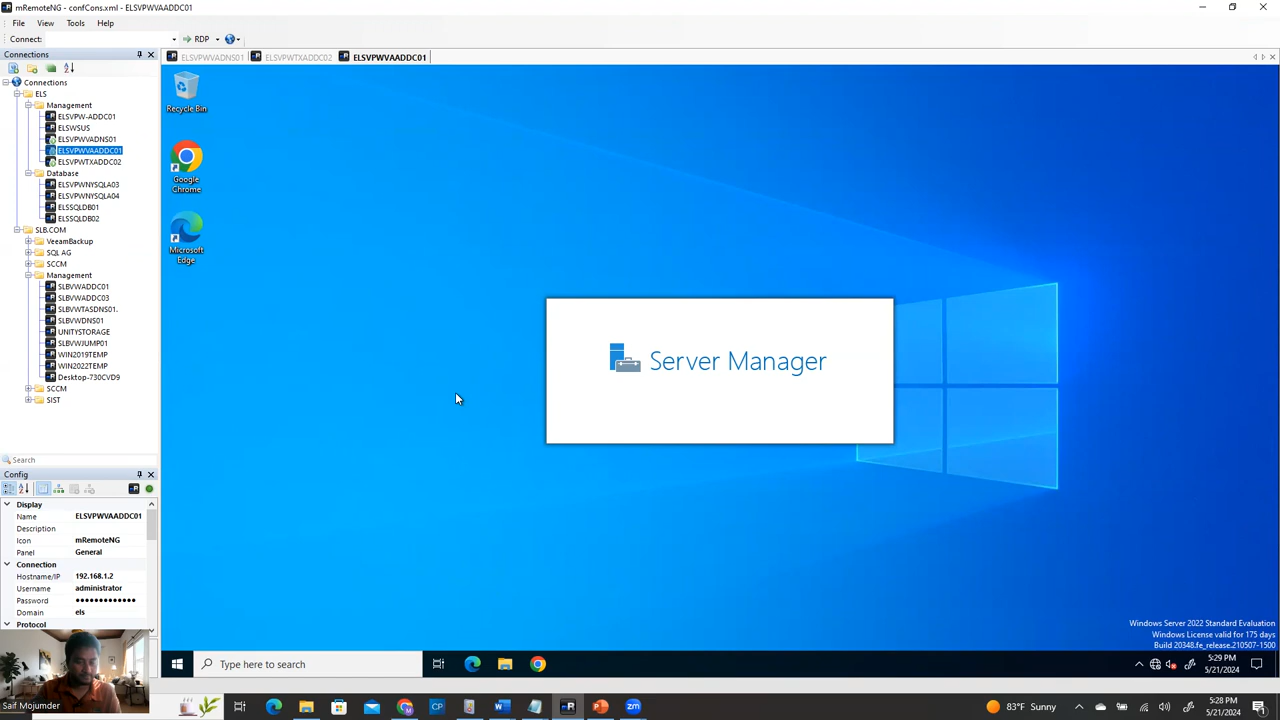 mRemoteNG - confCons.xml - ELSVPWVAADDC01
File View Tools Help
Connect: RDP
Connections
ELSVPWVADNS01 ELSVPWTXADDC02 ELSVPWVAADDC01
Connections
ELS
Management
ELSVPW-ADDC01
ELSWSUS
ELSVPWVADNS01
ELSVPWVAADDC01
ELSVPWTXADDC02
Database
ELSVPWNYSQLA03
ELSVPWNYSQLA04
ELSSQLDB01
ELSSQLDB02
SLB.COM
VeeamBackup
SQL AG
SCCM
Management
SLBVWADDC01
SLBVWADDC03
SLBVWTASDNS01.
SLBVWDNS01
UNITYSTORAGE
SLBVWJUMP01
WIN2019TEMP
WIN2022TEMP
Desktop-730CVD9
SCCM
SIST
Search
Config
Display
Name ELSVPWVAADDC01
Description
Icon mRemoteNG
Panel General
Connection
Hostname/IP 192.168.1.2
Username administrator
Password ●●●●●●●●●●●●●
Domain els
Protocol
Saif Mojumder
Recycle Bin
Google
Chrome
Microsoft
Edge
Server Manager
Windows Server 2022 Standard Evaluation
Windows License valid for 175 days
Build 20348.fe_release.210507-1500
Type here to search
5:29 PM
5/21/2024
83°F Sunny
5:28 PM
5/21/2024